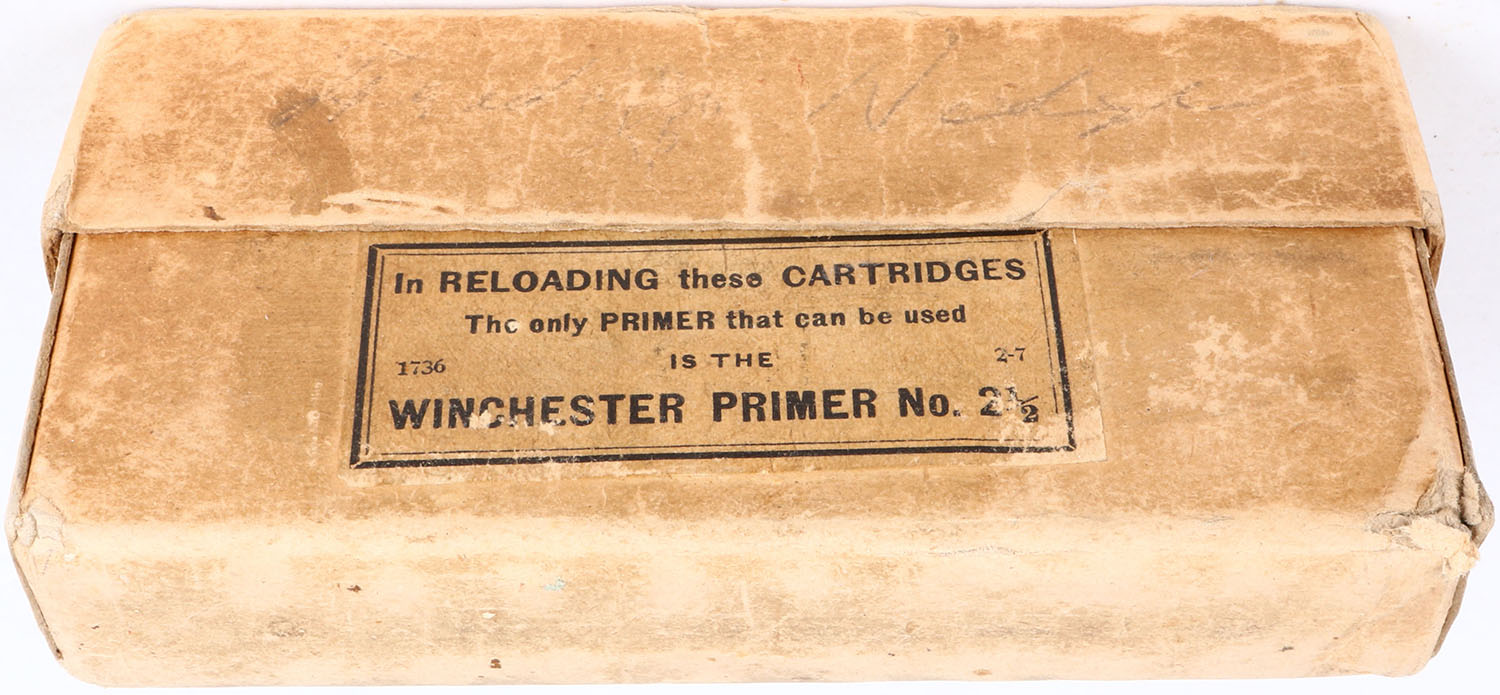 In RELOADING these CARTRIDGES
The only PRIMER that can be used
1736 IS THE 2-7
WINCHESTER PRIMER No. 2½